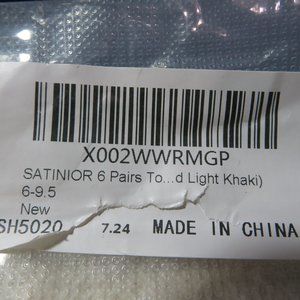 X002WWRMGP
SATINIOR 6 Pairs To...d Light Khaki)
6-9.5
New
SH5020 7.24 MADE IN CHINA